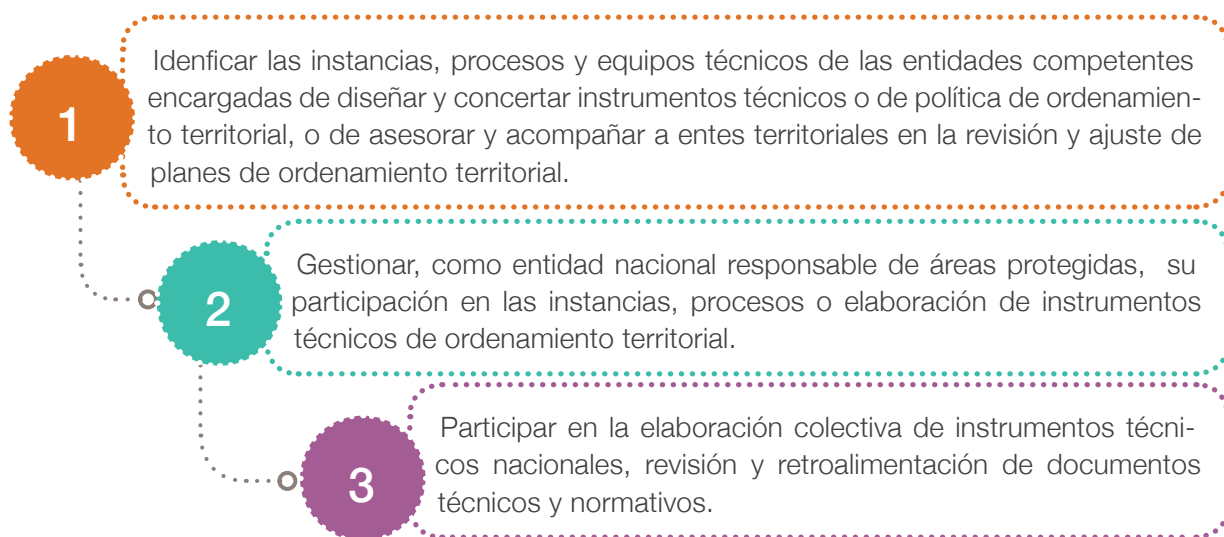 1
Idenficar las instancias, procesos y equipos técnicos de las entidades competentes
encargadas de diseñar y concertar instrumentos técnicos o de política de ordenamien-
to territorial, o de asesorar y acompañar a entes territoriales en la revisión y ajuste de
planes de ordenamiento territorial.
2
Gestionar, como entidad nacional responsable de áreas protegidas, su
participación en las instancias, procesos o elaboración de instrumentos
técnicos de ordenamiento territorial.
3
Participar en la elaboración colectiva de instrumentos técni-
cos nacionales, revisión y retroalimentación de documentos
técnicos y normativos.